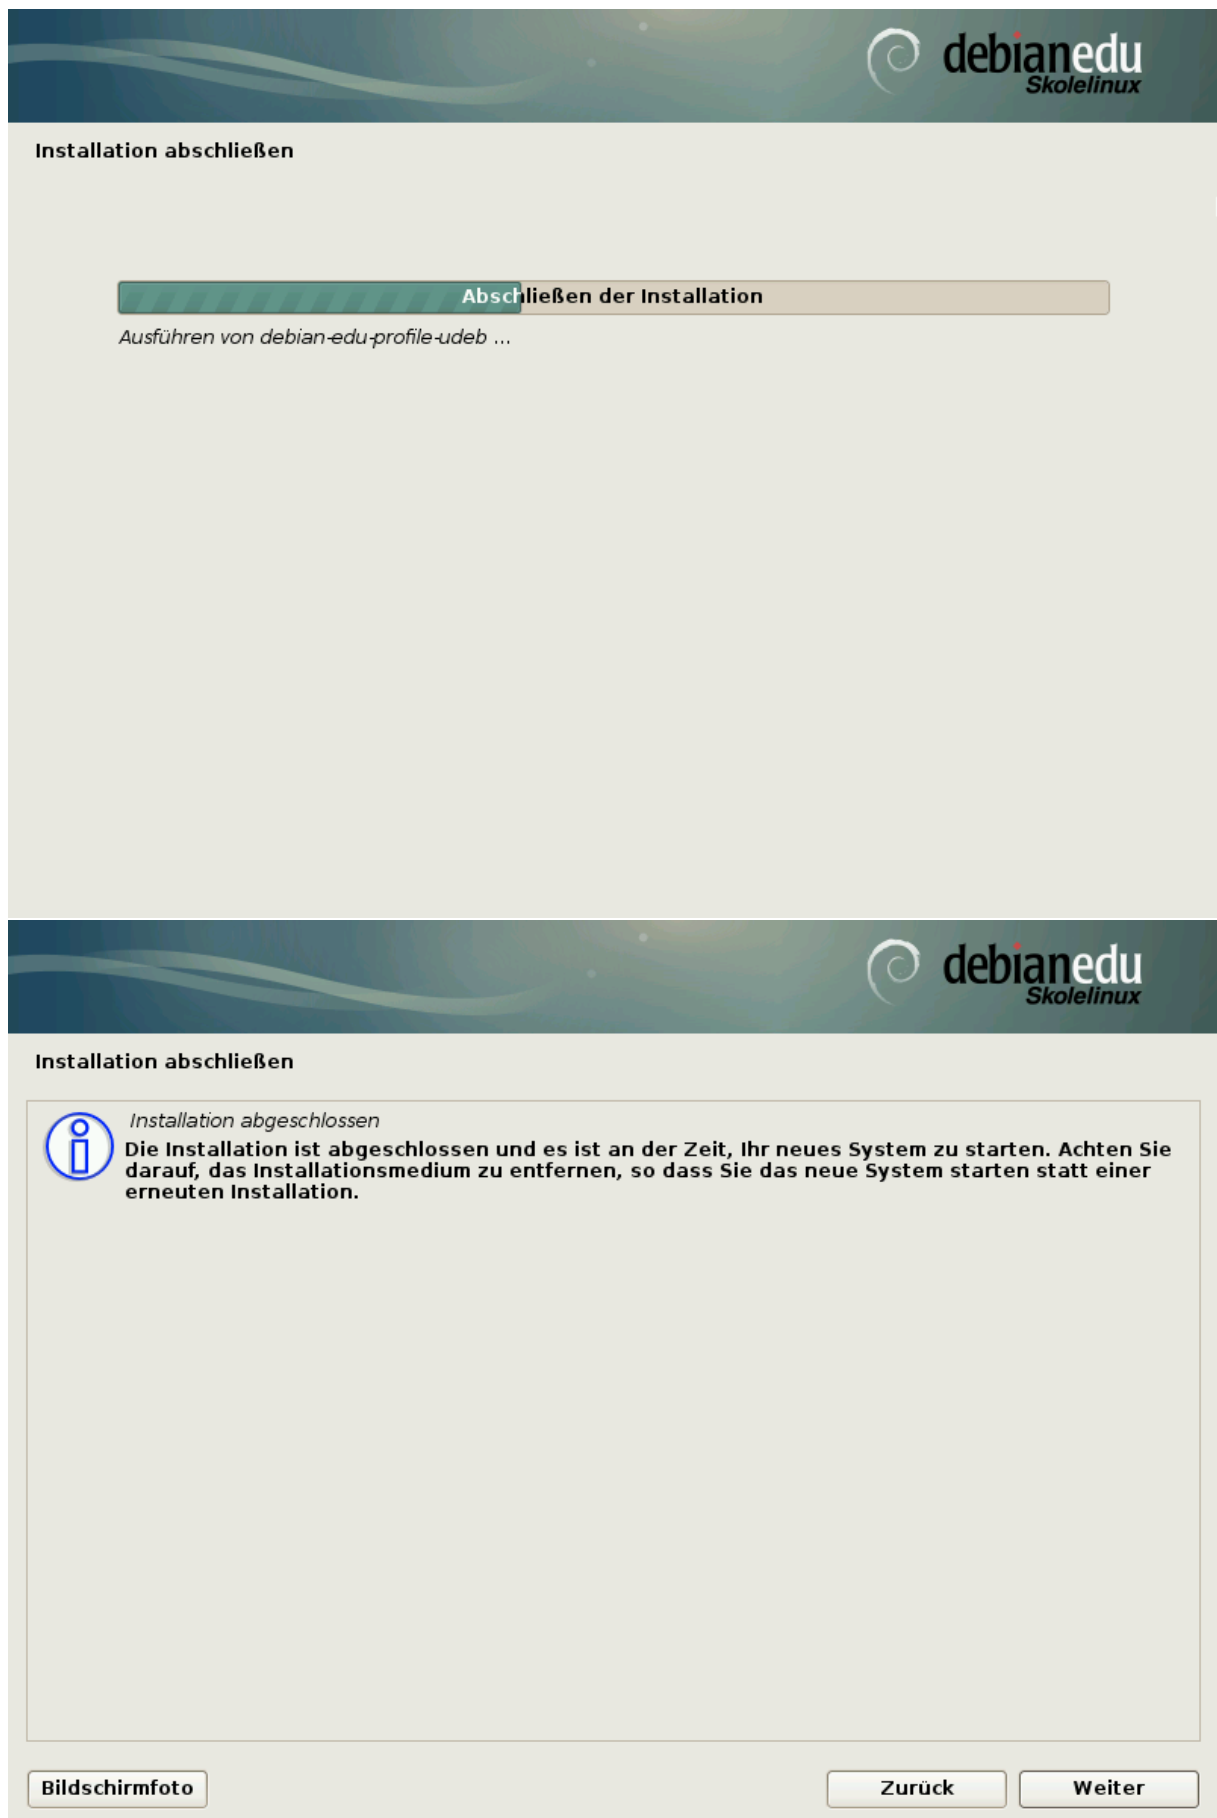 debianedu
Skolelinux
Installation abschließen
Abschließen der Installation
Ausführen von debian-edu-profile-udeb ...
debianedu
Skolelinux
Installation abschließen
Installation abgeschlossen
Die Installation ist abgeschlossen und es ist an der Zeit, Ihr neues System zu starten. Achten Sie
darauf, das Installationsmedium zu entfernen, so dass Sie das neue System starten statt einer
erneuten Installation.
Bildschirmfoto
Zurück
Weiter